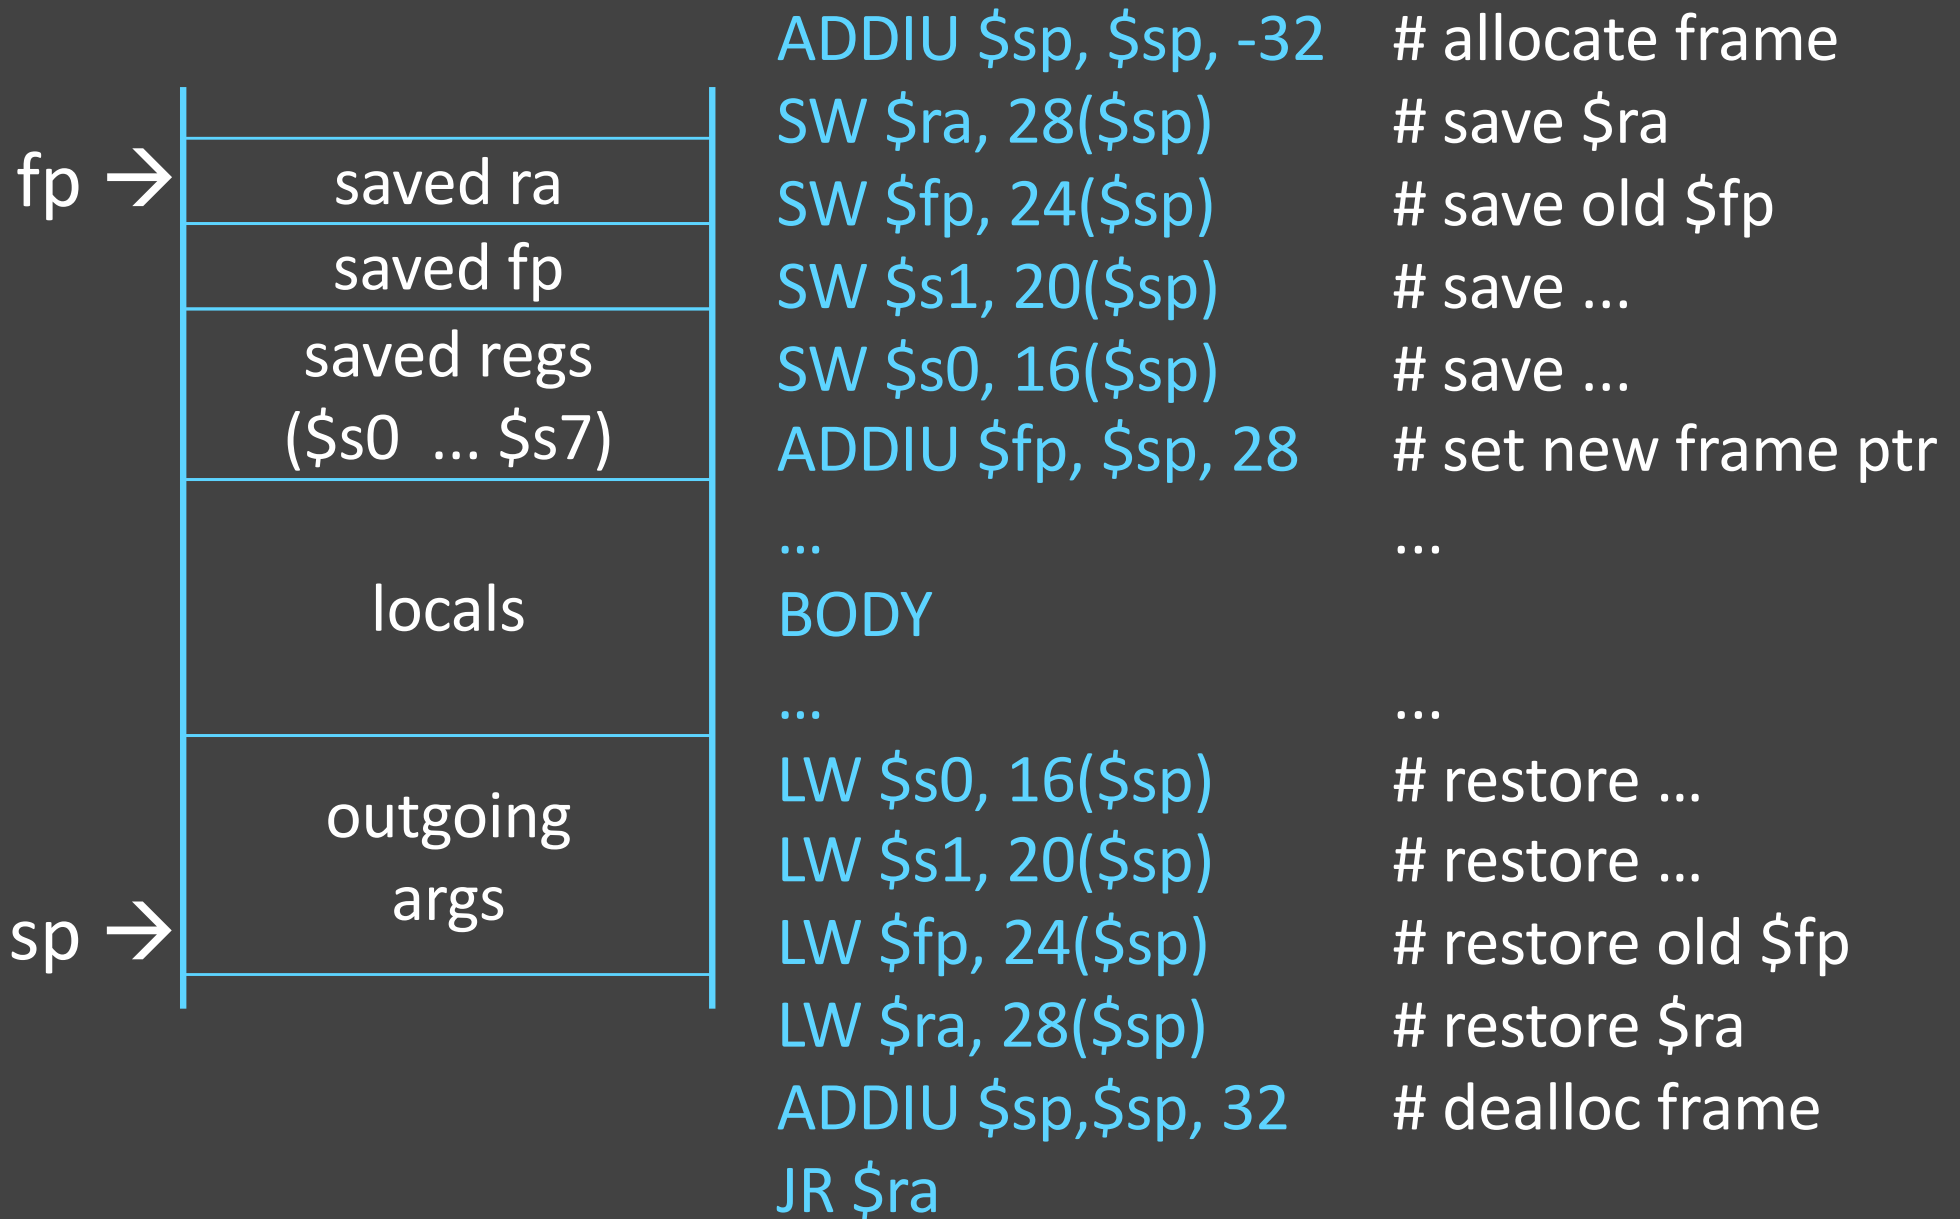 fp →
saved ra
saved fp
saved regs
($s0 ... $s7)
locals
outgoing
args
sp →
ADDIU $sp, $sp, -32 # allocate frame
SW $ra, 28($sp) # save $ra
SW $fp, 24($sp) # save old $fp
SW $s1, 20($sp) # save ...
SW $s0, 16($sp) # save ...
ADDIU $fp, $sp, 28 # set new frame ptr
... ...
BODY
... ...
LW $s0, 16($sp) # restore ...
LW $s1, 20($sp) # restore ...
LW $fp, 24($sp) # restore old $fp
LW $ra, 28($sp) # restore $ra
ADDIU $sp,$sp, 32 # dealloc frame
JR $ra